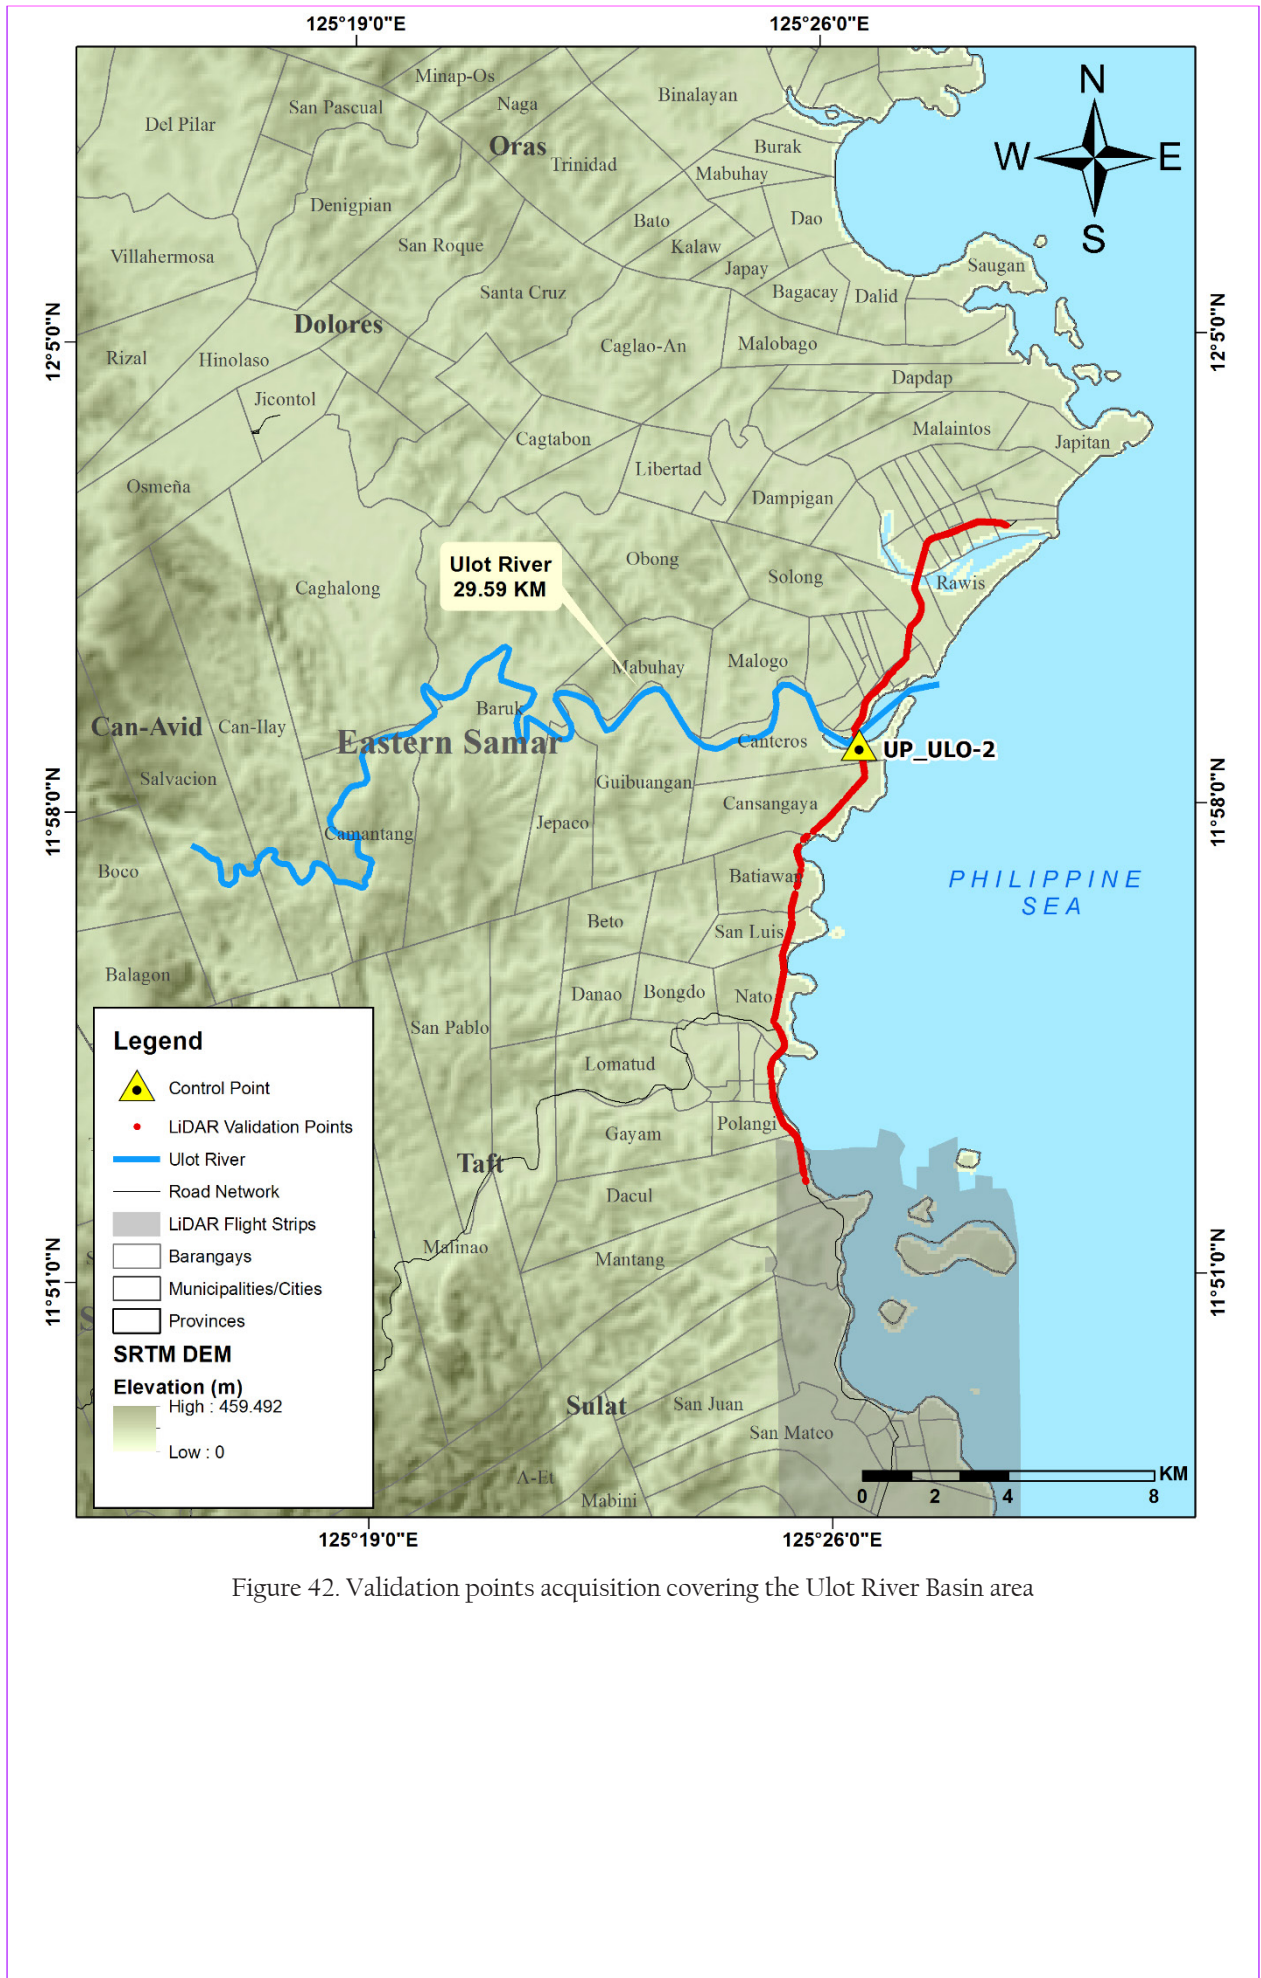 125°19'0"E
125°26'0"E
Minap-Os
San Pascual
Naga
Binalayan
Del Pilar
Oras
Trinidad
Burak
Mabuhay
N
W
E
S
Denigpian
Bato
Dao
San Roque
Kalaw
Villahermosa
Japay
Saugan
Santa Cruz
Bagacay
Dalid
Dolores
12°5'0"N
12°5'0"N
Rizal
Hinolaso
Caglao-An
Malobago
Dapdap
Jicontol
Malaintos
Cagtabon
Japitan
Libertad
Osmeña
Dampigan
Ulot River
29.59 KM
Obong
Solong
Rawis
Caghalong
Mabuhay
Malogo
Baruk
Can-Avid
Can-Ilay
Eastern Samar
Canteros
UP_ULO-2
Salvacion
Guibuangan
11°58'0"N
11°58'0"N
Cansangaya
Camantang
Jepaco
Boco
Batiawan
PHILIPPINE
SEA
Beto
San Luis
Balagon
Danao
Bongdo
Nato
San Pablo
Lomatud
Polangi
Gayam
Taft
Dacul
Malinao
Mantang
11°51'0"N
11°51'0"N
Sulat
San Juan
San Mateo
A-Et
Mabini
Legend
Control Point
LiDAR Validation Points
Ulot River
Road Network
LiDAR Flight Strips
Barangays
Municipalities/Cities
Provinces
SRTM DEM
Elevation (m)
High : 459.492
Low : 0
KM
0 2 4 8
125°19'0"E
125°26'0"E
Figure 42. Validation points acquisition covering the Ulot River Basin area